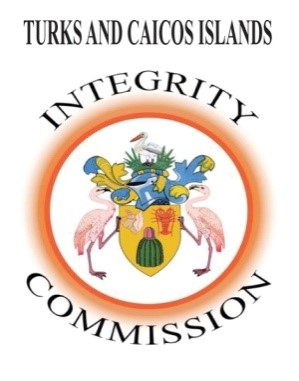 TURKS AND CAICOS ISLANDS
INTEGRITY
COMMISSION